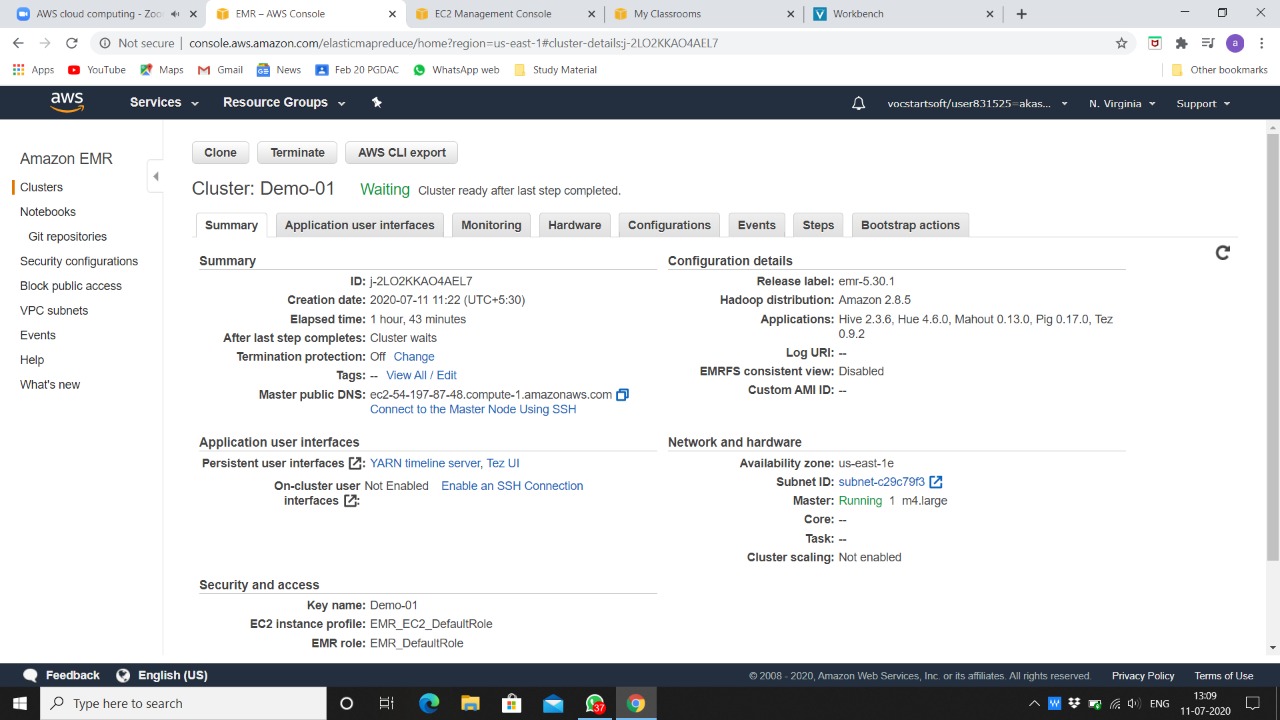 AWS cloud computing - Zoo
EMR – AWS Console
EC2 Management Console
My Classrooms
Workbench
Not secure
console.aws.amazon.com/elasticmapreduce/home?region=us-east-1#cluster-details:j-2LO2KKAO4AEL7
a
Apps
YouTube
Maps
Gmail
News
Feb 20 PGDAC
WhatsApp web
Study Material
Other bookmarks
aws
Services
Resource Groups
vocstartsoft/user831525=akas...
N. Virginia
Support
Amazon EMR
Clusters
Notebooks
Git repositories
Security configurations
Block public access
VPC subnets
Events
Help
What's new
Clone
Terminate
AWS CLI export
Cluster: Demo-01 Waiting Cluster ready after last step completed.
Summary
Application user interfaces
Monitoring
Hardware
Configurations
Events
Steps
Bootstrap actions
Summary
ID: j-2LO2KKAO4AEL7
Creation date: 2020-07-11 11:22 (UTC+5:30)
Elapsed time: 1 hour, 43 minutes
After last step completes: Cluster waits
Termination protection: Off Change
Tags: -- View All / Edit
Master public DNS: ec2-54-197-87-48.compute-1.amazonaws.com
Connect to the Master Node Using SSH
Configuration details
Release label: emr-5.30.1
Hadoop distribution: Amazon 2.8.5
Applications: Hive 2.3.6, Hue 4.6.0, Mahout 0.13.0, Pig 0.17.0, Tez
0.9.2
Log URI: --
EMRFS consistent view: Disabled
Custom AMI ID: --
Application user interfaces
Persistent user interfaces : YARN timeline server, Tez UI
On-cluster user Not Enabled Enable an SSH Connection
interfaces :
Network and hardware
Availability zone: us-east-1e
Subnet ID: subnet-c29c79f3
Master: Running 1 m4.large
Core: --
Task: --
Cluster scaling: Not enabled
Security and access
Key name: Demo-01
EC2 instance profile: EMR_EC2_DefaultRole
EMR role: EMR_DefaultRole
Feedback
English (US)
© 2008 - 2020, Amazon Web Services, Inc. or its affiliates. All rights reserved.
Privacy Policy
Terms of Use
Type here to search
37
ENG
13:09
11-07-2020